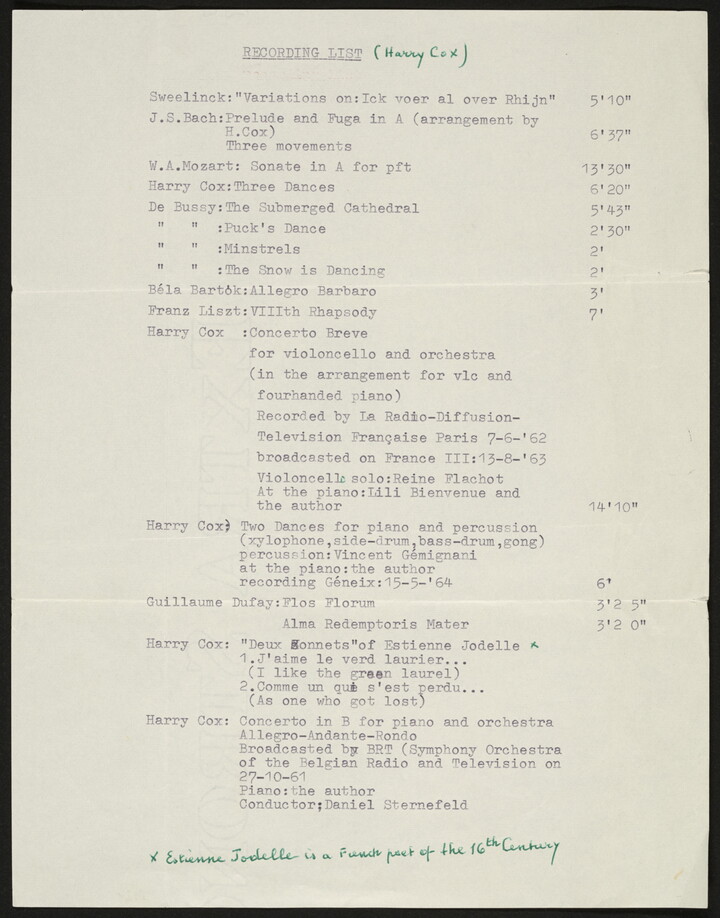 RECORDING LIST (Harry Cox)
Sweelinck:"Variations on:Ick voer al over Rhijn" 5'10"
J.S.Bach:Prelude and Fuga in A (arrangement by
H.Cox) 6'37"
Three movements
W.A.Mozart: Sonate in A for pft 13'30"
Harry Cox:Three Dances 6'20"
De Bussy:The Submerged Cathedral 5'43"
" " :Puck's Dance 2'30"
" " :Minstrels 2'
" " :The Snow is Dancing 2'
Béla Bartók:Allegro Barbaro 3'
Franz Liszt:VIIIth Rhapsody 7'
Harry Cox :Concerto Breve
for violoncello and orchestra
(in the arrangement for vlc and
fourhanded piano)
Recorded by La Radio-Diffusion-
Television Française Paris 7-6-'62
broadcasted on France III:13-8-'63
Violoncello solo:Reine Flachot
At the piano:Lili Bienvenue and
the author 14'10"
Harry Cox: Two Dances for piano and percussion
(xylophone,side-drum,bass-drum,gong)
percussion:Vincent Gémignani
at the piano:the author
recording Géneix:15-5-'64 6'
Guillaume Dufay:Flos Florum 3'2 5"
Alma Redemptoris Mater 3'2 0"
Harry Cox: "Deux Sonnets"of Estienne Jodelle x
1.J'aime le verd laurier...
(I like the green laurel)
2.Comme un qui s'est perdu...
(As one who got lost)
Harry Cox: Concerto in B for piano and orchestra
Allegro-Andante-Rondo
Broadcasted by BRT (Symphony Orchestra
of the Belgian Radio and Television on
27-10-61
Piano:the author
Conductor;Daniel Sternefeld
x Estienne Jodelle is a French poet of the 16th Century